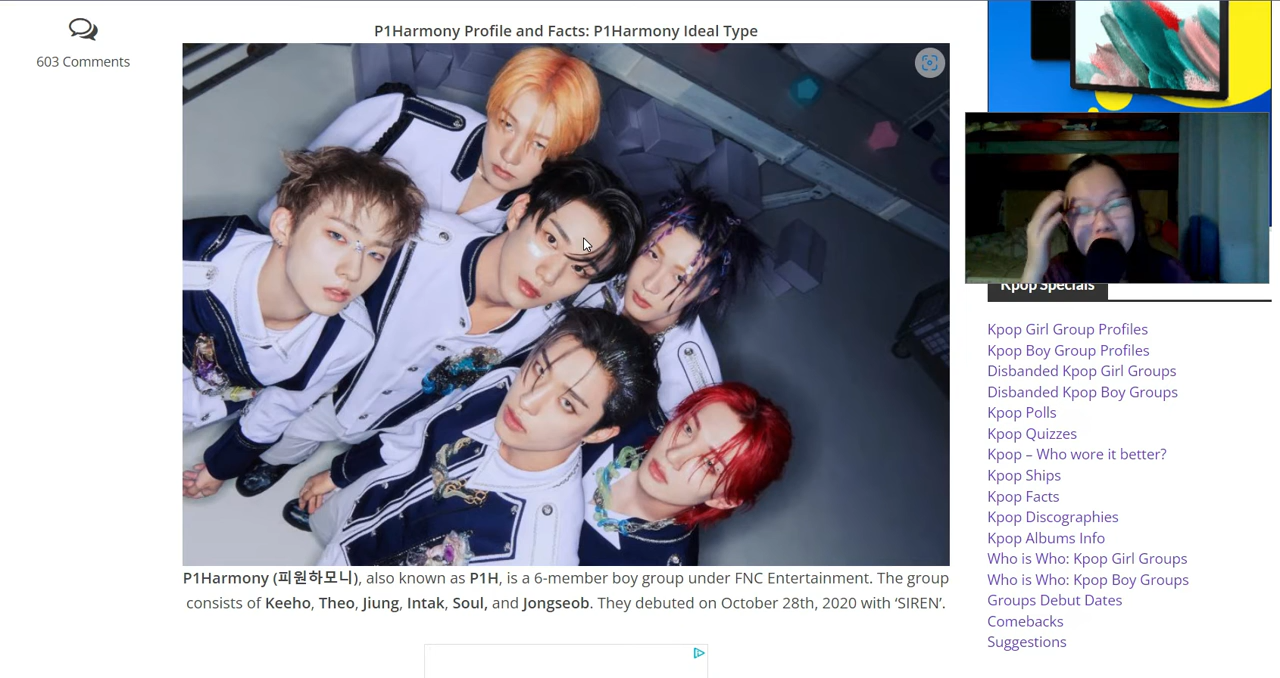 603 Comments
P1Harmony Profile and Facts: P1Harmony Ideal Type
P1Harmony (피원하모니), also known as P1H, is a 6-member boy group under FNC Entertainment. The group
consists of Keeho, Theo, Jiung, Intak, Soul, and Jongseob. They debuted on October 28th, 2020 with ‘SIREN’.
Kpop Specials
Kpop Girl Group Profiles
Kpop Boy Group Profiles
Disbanded Kpop Girl Groups
Disbanded Kpop Boy Groups
Kpop Polls
Kpop Quizzes
Kpop – Who wore it better?
Kpop Ships
Kpop Facts
Kpop Discographies
Kpop Albums Info
Who is Who: Kpop Girl Groups
Who is Who: Kpop Boy Groups
Groups Debut Dates
Comebacks
Suggestions